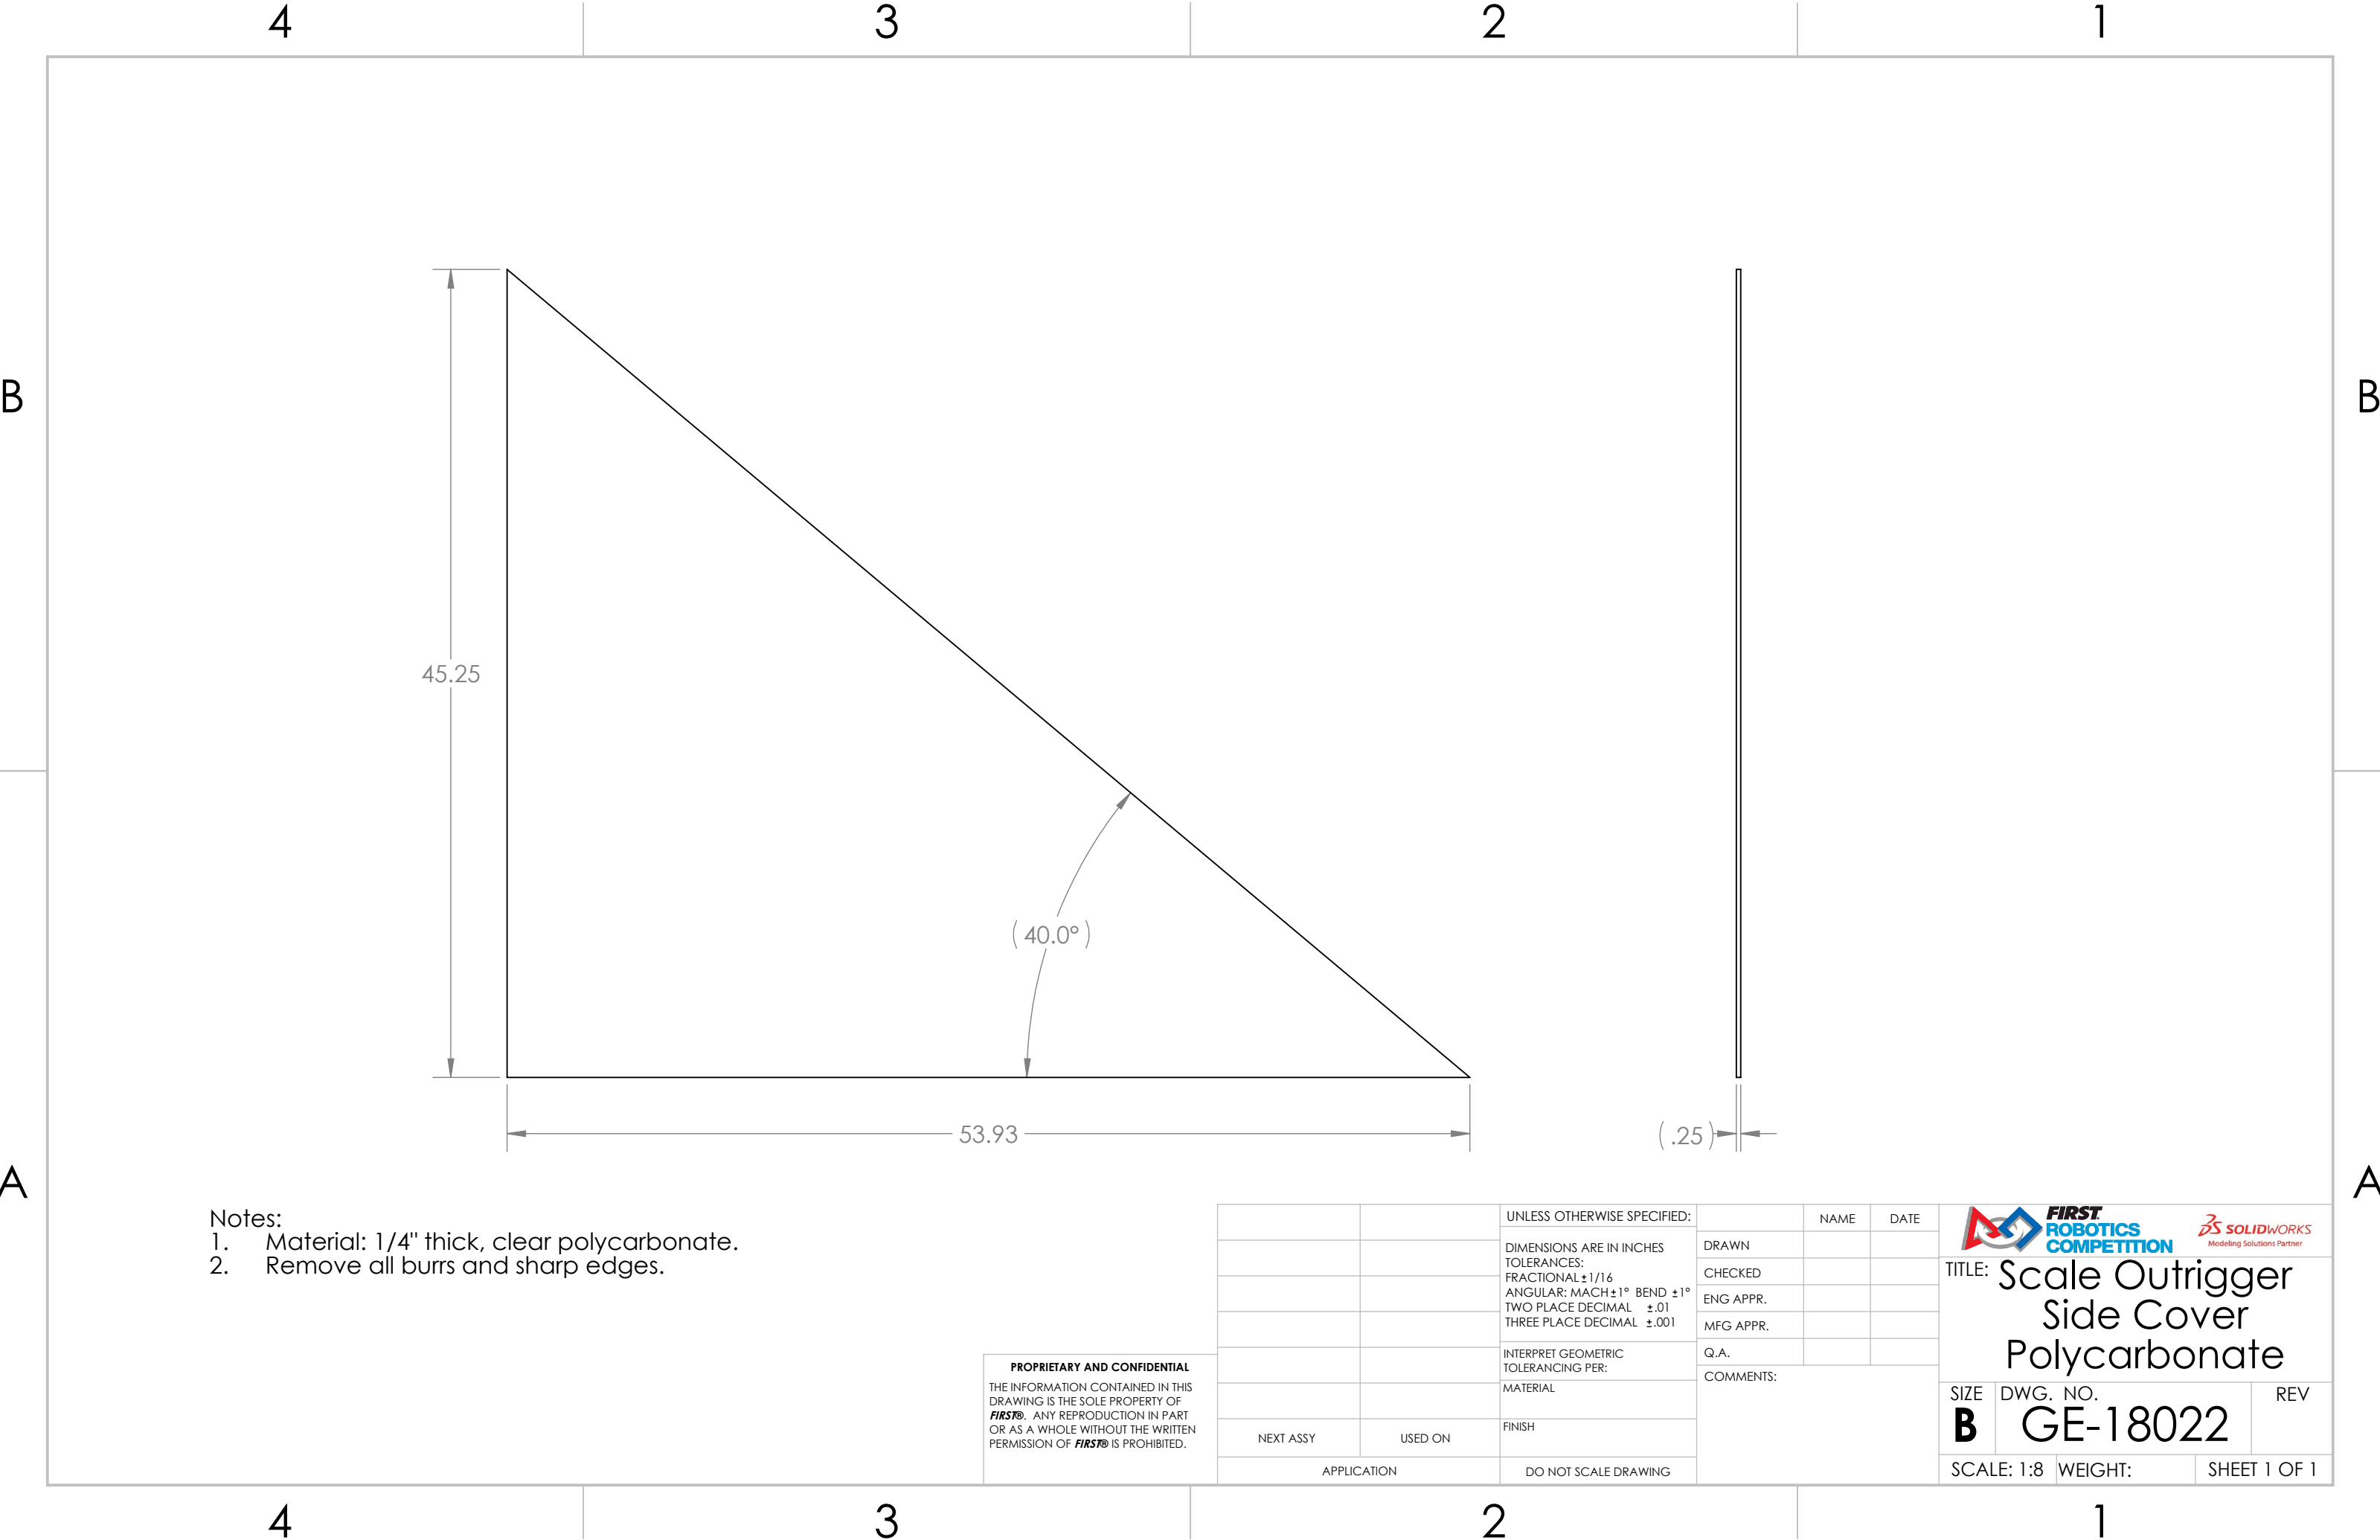 4 3 2 1
B B
45.25
( 40.0° )
53.93
( .25 )
A A
Notes:
1. Material: 1/4" thick, clear polycarbonate.
2. Remove all burrs and sharp edges.
PROPRIETARY AND CONFIDENTIAL
THE INFORMATION CONTAINED IN THIS
DRAWING IS THE SOLE PROPERTY OF
FIRST®. ANY REPRODUCTION IN PART
OR AS A WHOLE WITHOUT THE WRITTEN
PERMISSION OF FIRST® IS PROHIBITED.
NEXT ASSY USED ON
APPLICATION
UNLESS OTHERWISE SPECIFIED:
DIMENSIONS ARE IN INCHES
TOLERANCES:
FRACTIONAL ±1/16
ANGULAR: MACH ±1° BEND ±1°
TWO PLACE DECIMAL ±.01
THREE PLACE DECIMAL ±.001
INTERPRET GEOMETRIC
TOLERANCING PER:
MATERIAL
FINISH
DO NOT SCALE DRAWING
NAME DATE
DRAWN
CHECKED
ENG APPR.
MFG APPR.
Q.A.
COMMENTS:
FIRST
ROBOTICS
COMPETITION
SOLIDWORKS
Modeling Solutions Partner
TITLE: Scale Outrigger
Side Cover
Polycarbonate
SIZE DWG. NO. REV
B GE-18022
SCALE: 1:8 WEIGHT: SHEET 1 OF 1
4 3 2 1